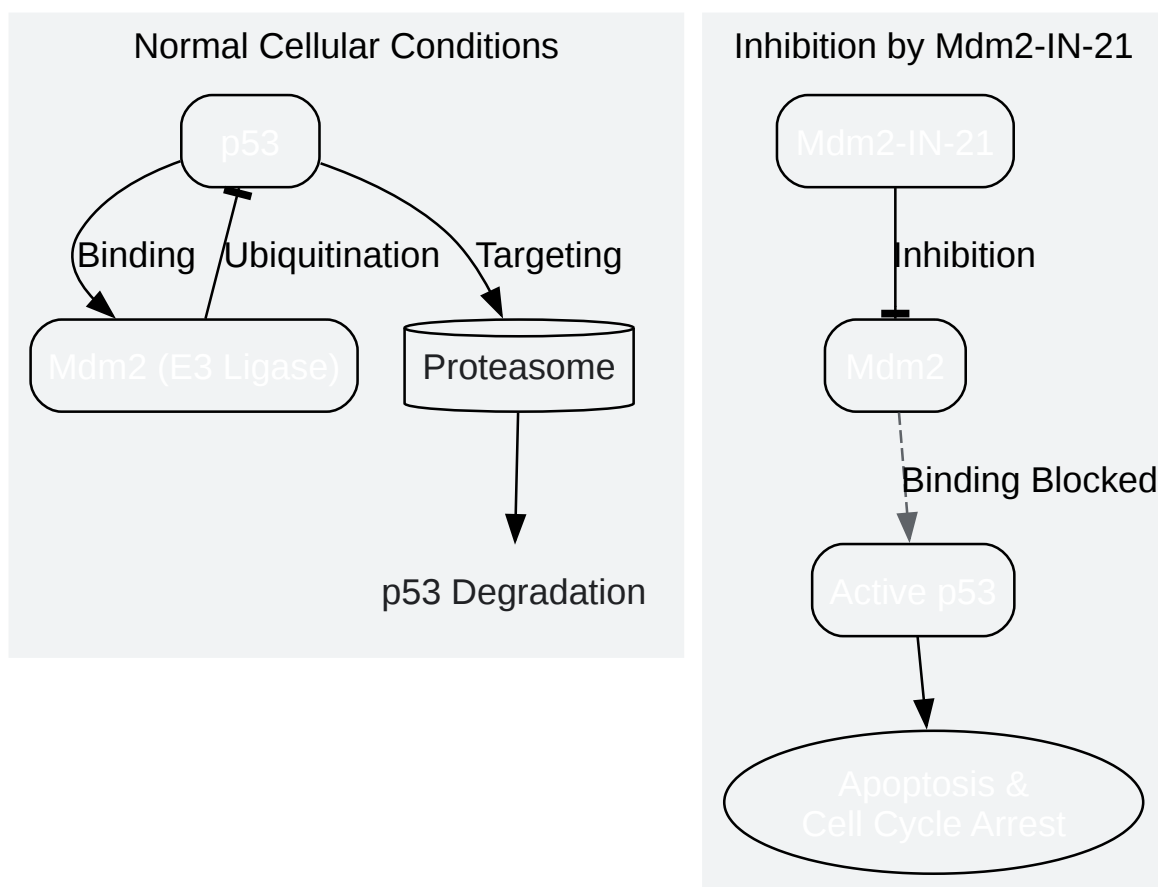 Normal Cellular Conditions
p53
Binding
Ubiquitination
Targeting
Mdm2 (E3 Ligase)
Proteasome
p53 Degradation
Inhibition by Mdm2-IN-21
Mdm2-IN-21
Inhibition
Mdm2
Binding Blocked
Active p53
Apoptosis &
Cell Cycle Arrest